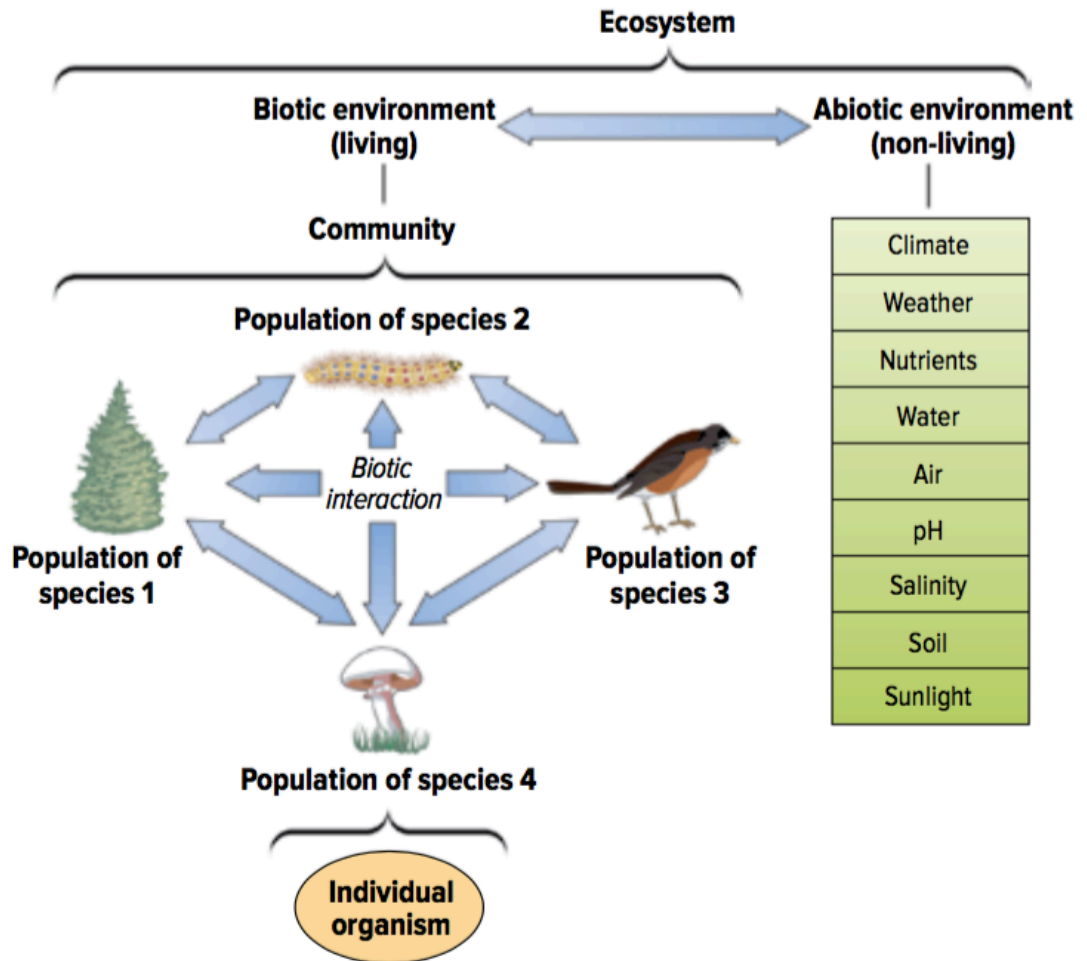 Ecosystem
Biotic environment
(living)
Abiotic environment
(non-living)
Community
Population of species 2
Biotic
interaction
Population of
species 1
Population of
species 3
Population of species 4
Individual
organism
Climate
Weather
Nutrients
Water
Air
pH
Salinity
Soil
Sunlight